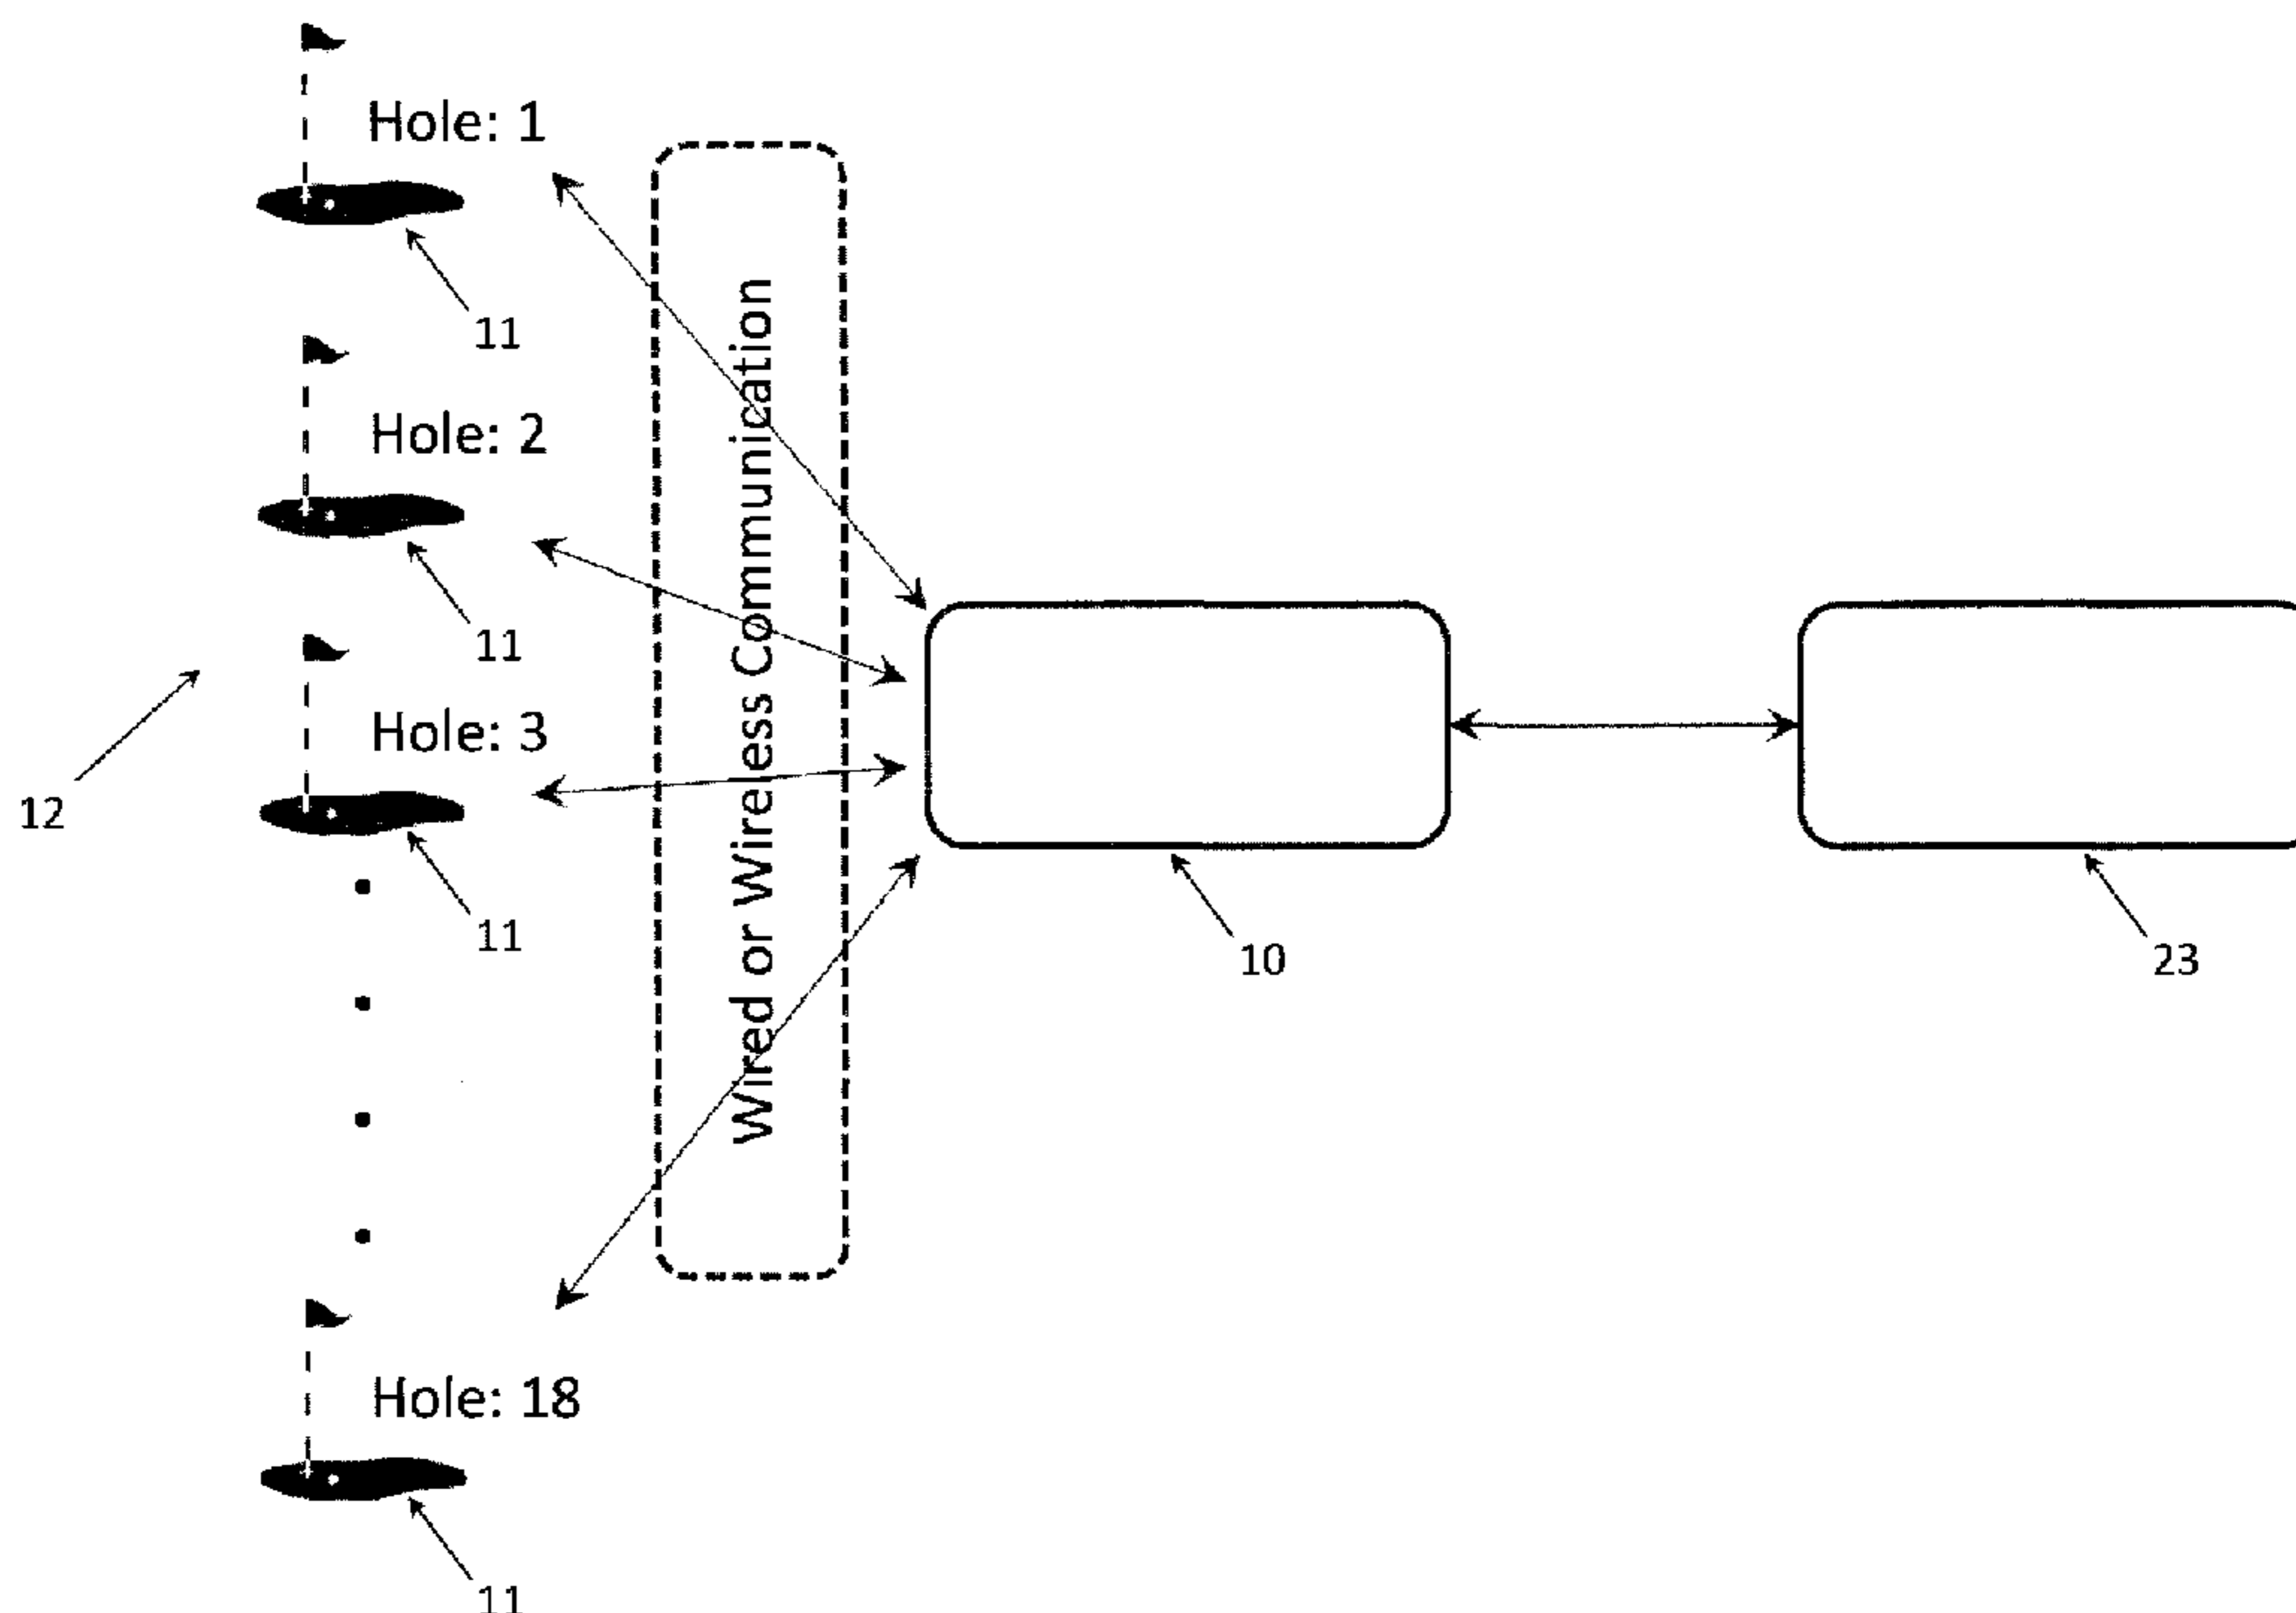 Hole: 1
11
Hole: 2
11
Hole: 3
12
11
Wired or Wireless Communication
10
23
Hole: 18
11